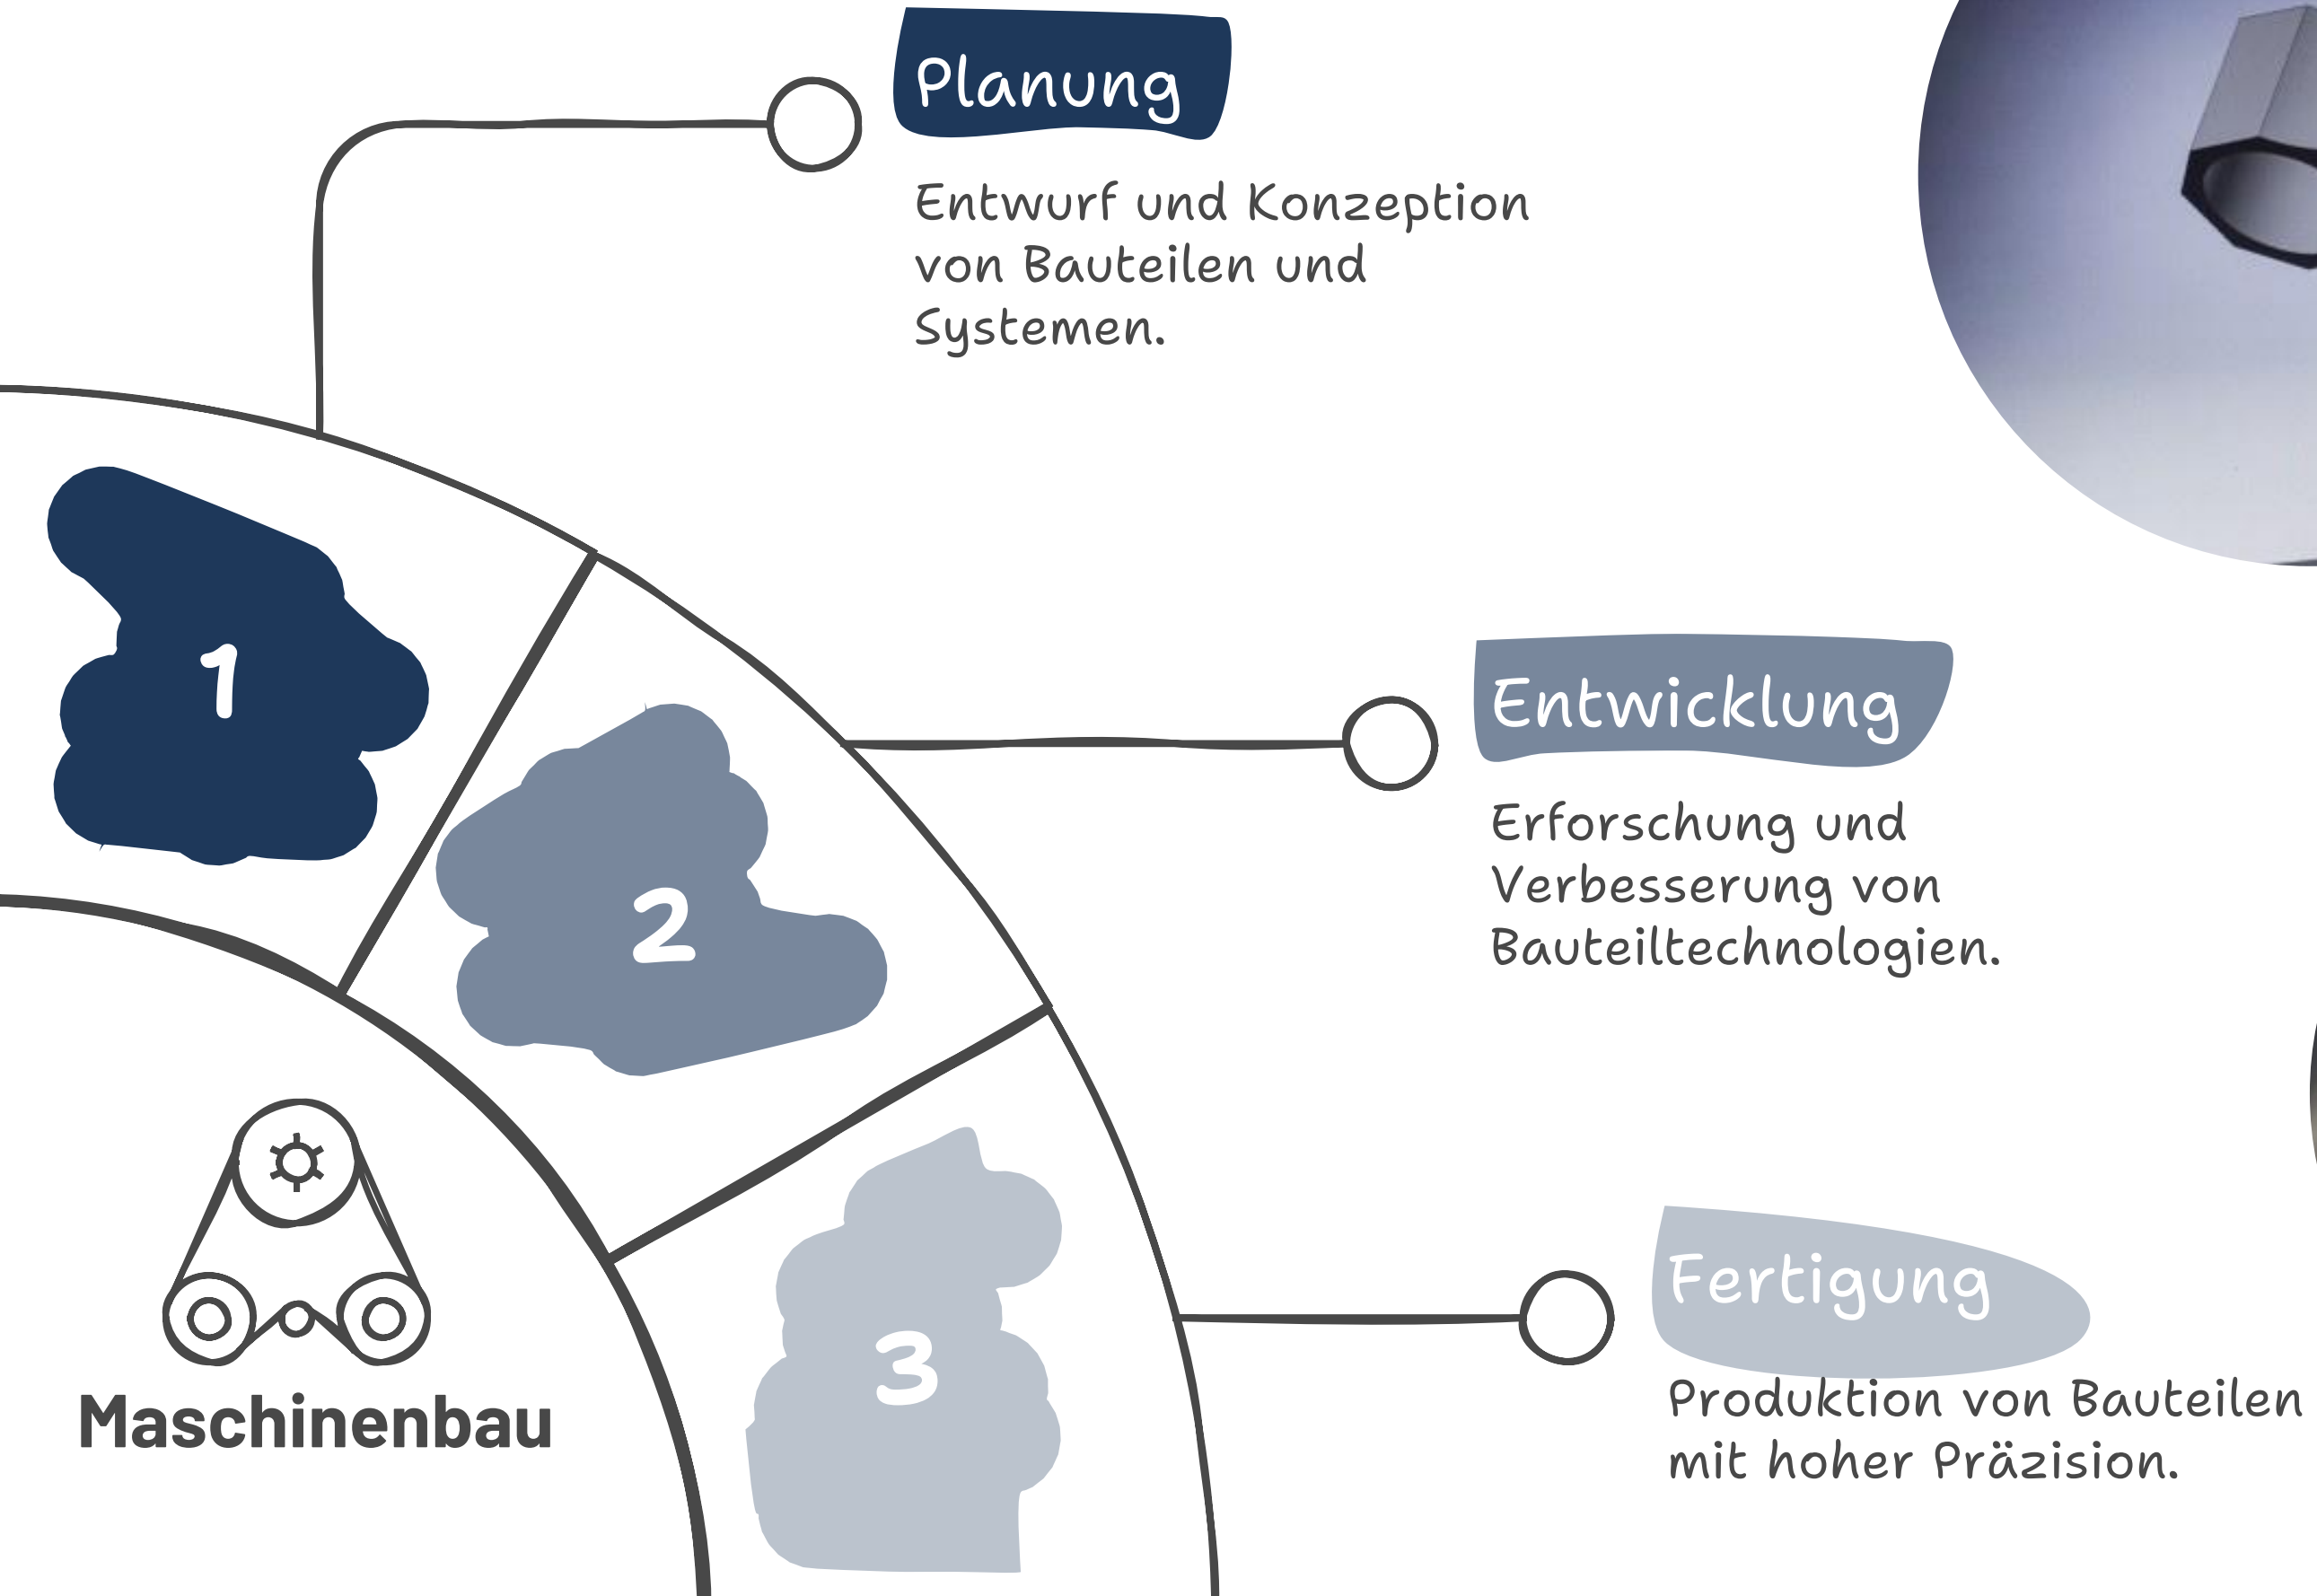 Planung
Entwurf und Konzeption
von Bauteilen und
Systemen.
1
Entwicklung
2
Erforschung und
Verbesserung von
Bauteiltechnologien.
Fertigung
3
Produktion von Bauteilen
mit hoher Präzision.
Maschinenbau